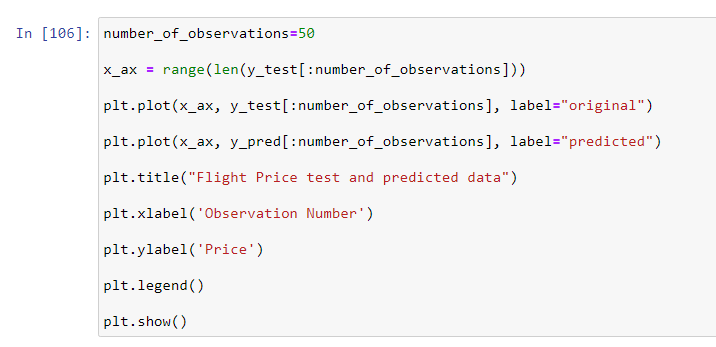 In [106]: number_of_observations=50
x_ax = range(len(y_test[:number_of_observations]))
plt.plot(x_ax, y_test[:number_of_observations], label="original")
plt.plot(x_ax, y_pred[:number_of_observations], label="predicted")
plt.title("Flight Price test and predicted data")
plt.xlabel('Observation Number')
plt.ylabel('Price')
plt.legend()
plt.show()